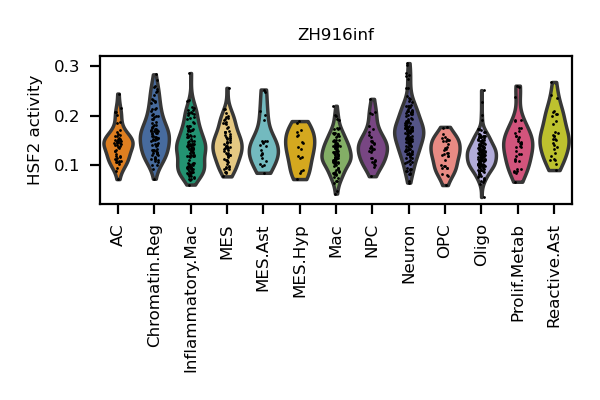 ZH916inf
HSF2 activity
0.3
0.2
0.1
AC
Chromatin.Reg
Inflammatory.Mac
MES
MES.Ast
MES.Hyp
Mac
NPC
Neuron
OPC
Oligo
Prolif.Metab
Reactive.Ast